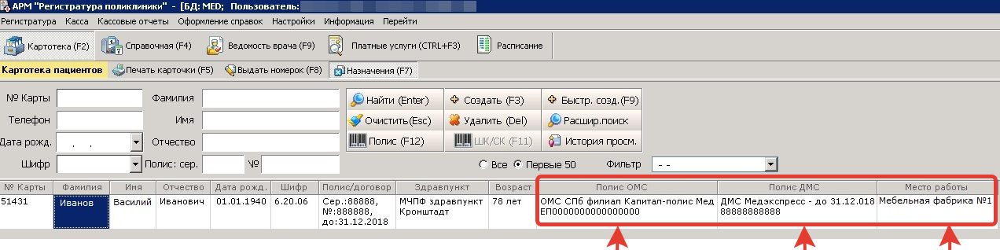 АРМ "Регистратура поликлиники" - [БД: MED; Пользователь:
Регистратура Касса Кассовые отчеты Оформление справок Настройки Информация Перейти
Картотека (F2) Справочная (F4) Ведомость врача (F9) Платные услуги (CTRL+F3) Расписание
Картотека пациентов Печать карточки (F5) Выдать номерок (F8) Назначения (F7)
№ Карты Фамилия Найти (Enter) Создать (F3) Быстр. созд.(F9)
Телефон Имя Очистить(Esc) Удалить (Del) Расшир.поиск
Дата рожд. . . Отчество Полис (F12) ШК/СК (F11) История просм.
Шифр Полис: сер. № Все Первые 50 Фильтр - -
№ Карты Фамилия Имя Отчество Дата рожд. Шифр Полис/договор Здравпункт Возраст Полис ОМС Полис ДМС Место работы
51431 Иванов Василий Иванович 01.01.1940 6.20.06 Сер.:88888, МЧПФ здравпункт 78 лет ОМС СПб филиал Капитал-полис Мед ДМС Медэкспресс - до 31.12.018 Мебельная фабрика №1
№:888888, Кронштадт ЕП0000000000000000 88888888888
до:31.12.2018